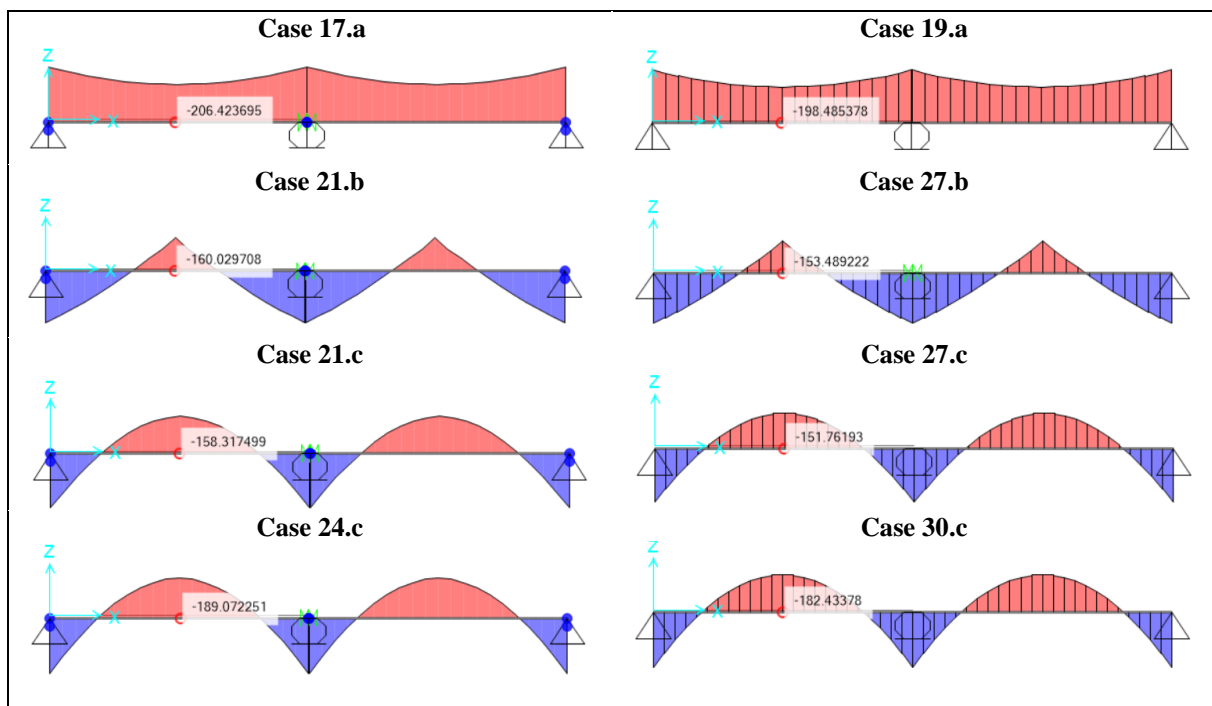 Case 17.a
Case 19.a
Z
-206.423695
X
Z
-198.485378
X
Case 21.b
Case 27.b
Z
-160.029708
X
Z
-153.489222
X
Case 21.c
Case 27.c
Z
-158.317499
X
Z
-151.76193
X
Case 24.c
Case 30.c
Z
-189.072251
X
Z
-182.43378
X